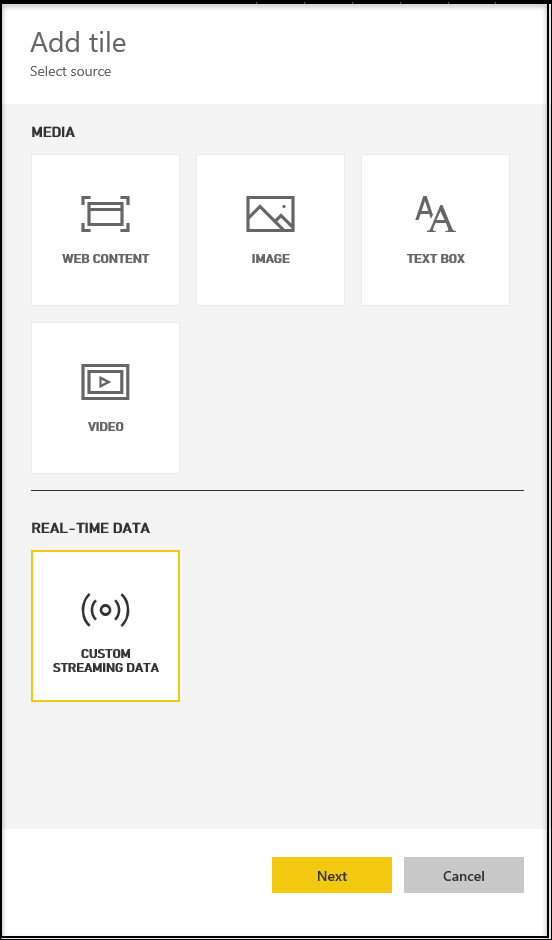 Add tile
Select source
MEDIA
WEB CONTENT
IMAGE
TEXT BOX
VIDEO
REAL-TIME DATA
CUSTOM
STREAMING DATA
Next
Cancel